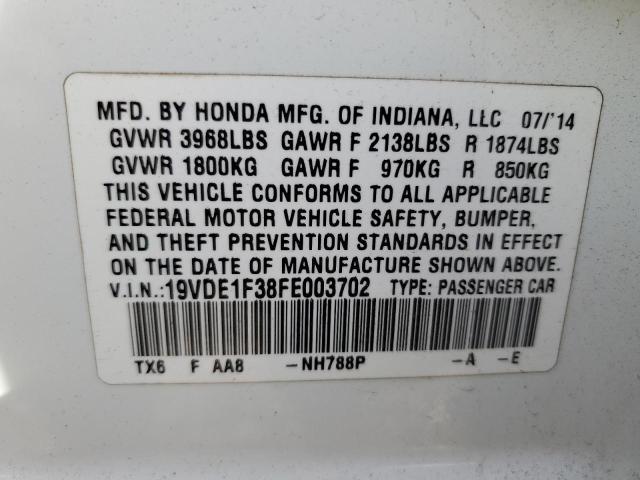 MFD. BY HONDA MFG. OF INDIANA, LLC 07/'14
GVWR 3968LBS GAWR F 2138LBS R 1874LBS
GVWR 1800KG GAWR F 970KG R 850KG
THIS VEHICLE CONFORMS TO ALL APPLICABLE
FEDERAL MOTOR VEHICLE SAFETY, BUMPER,
AND THEFT PREVENTION STANDARDS IN EFFECT
ON THE DATE OF MANUFACTURE SHOWN ABOVE.
V.I.N.:19VDE1F38FE003702 TYPE: PASSENGER CAR
TX6 F AA8 -NH788P -A -E